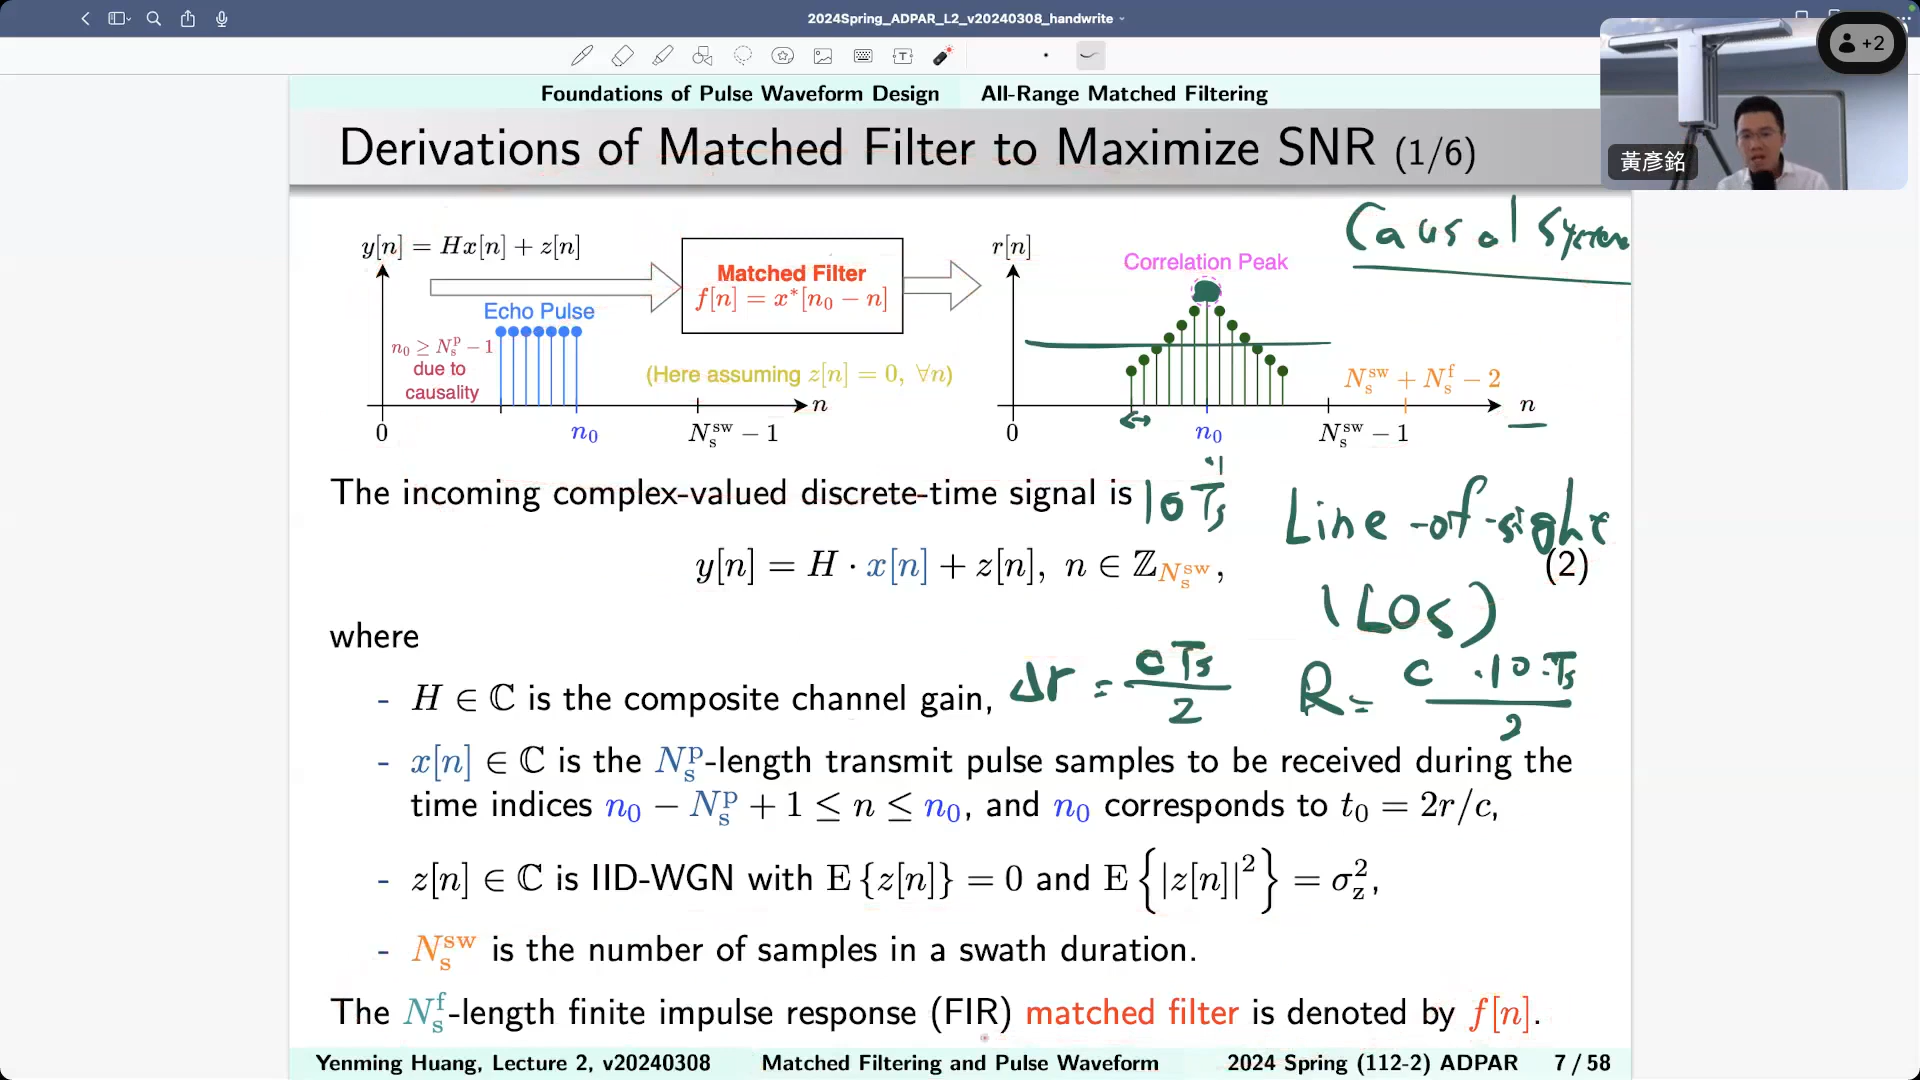 2024Spring_ADPAR_L2_v20240308_handwrite
+2
黃彥銘
Foundations of Pulse Waveform Design All-Range Matched Filtering
Derivations of Matched Filter to Maximize SNR (1/6)
Causal System
y[n] = Hx[n] + z[n]
Matched Filter
f[n] = x*[n₀ − n]
Echo Pulse
n₀ ≥ Nₛᵖ − 1
due to
causality
(Here assuming z[n] = 0, ∀n)
0 n₀ Nₛˢʷ − 1 n
r[n]
Correlation Peak
Nₛˢʷ + Nₛᶠ − 2
0 n₀ Nₛˢʷ − 1 n
The incoming complex-valued discrete-time signal is
10 Ts
Line-of-sight
(LOS)
y[n] = H · x[n] + z[n], n ∈ ℤ_{Nₛˢʷ}, (2)
where
- H ∈ ℂ is the composite channel gain,
Δr = cTs/2
R = c · 10 · Ts/2
- x[n] ∈ ℂ is the Nₛᵖ-length transmit pulse samples to be received during the
time indices n₀ − Nₛᵖ + 1 ≤ n ≤ n₀, and n₀ corresponds to t₀ = 2r/c,
- z[n] ∈ ℂ is IID-WGN with E{z[n]} = 0 and E{|z[n]|²} = σ_z²,
- Nₛˢʷ is the number of samples in a swath duration.
The Nₛᶠ-length finite impulse response (FIR) matched filter is denoted by f[n].
Yenming Huang, Lecture 2, v20240308 Matched Filtering and Pulse Waveform 2024 Spring (112-2) ADPAR 7 / 58